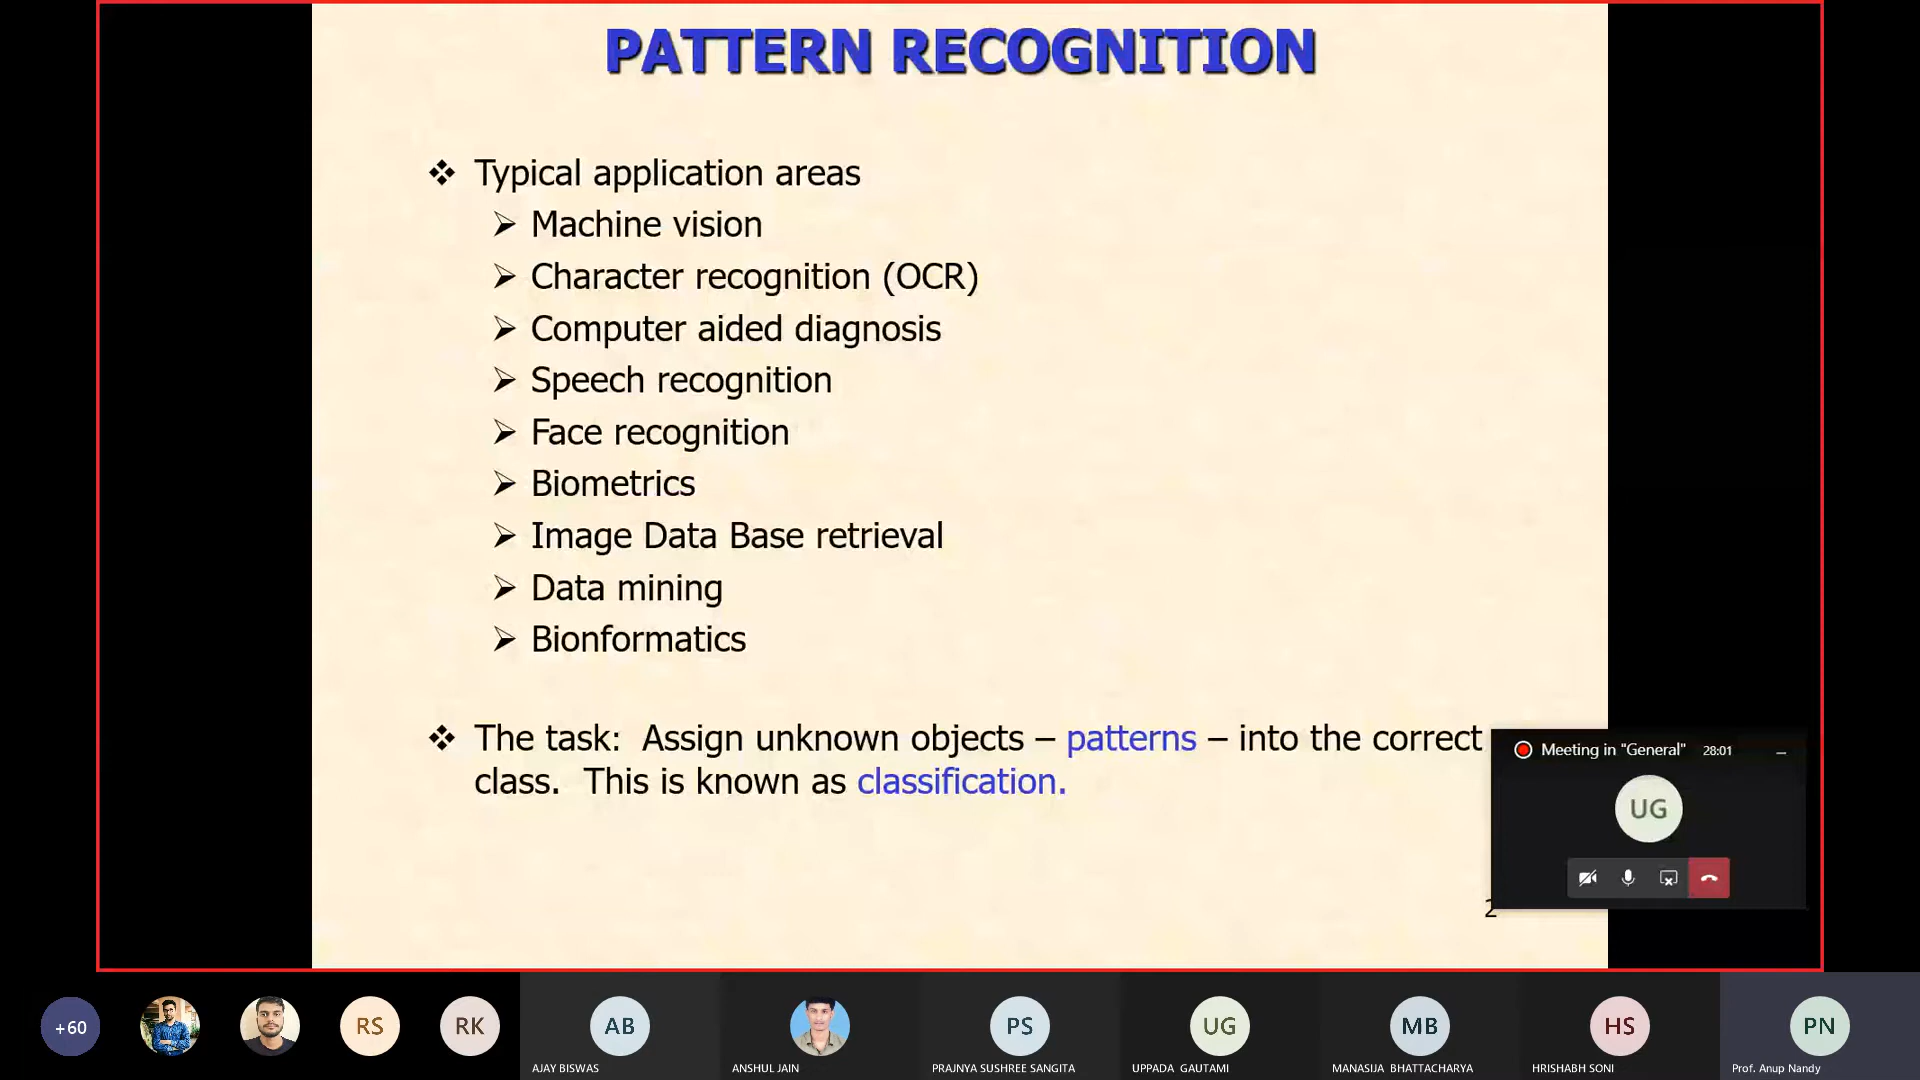 PATTERN RECOGNITION
❖ Typical application areas
➢ Machine vision
➢ Character recognition (OCR)
➢ Computer aided diagnosis
➢ Speech recognition
➢ Face recognition
➢ Biometrics
➢ Image Data Base retrieval
➢ Data mining
➢ Bionformatics
❖ The task: Assign unknown objects – patterns – into the correct
class. This is known as classification.
Meeting in "General" 28:01
UG
2
+60
RS
RK
AB
PS
UG
MB
HS
PN
AJAY BISWAS
ANSHUL JAIN
PRAJNYA SUSHREE SANGITA
UPPADA GAUTAMI
MANASIJA BHATTACHARYA
HRISHABH SONI
Prof. Anup Nandy